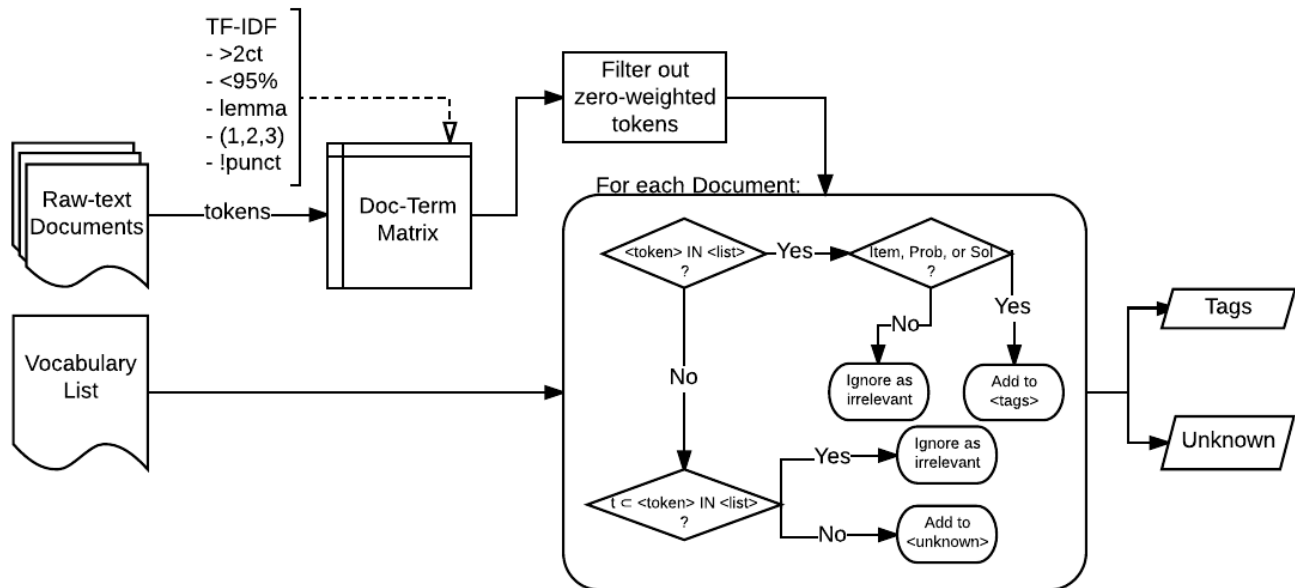 TF-IDF
- >2ct
- <95%
- lemma
- (1,2,3)
- !punct
Filter out
zero-weighted
tokens
Raw-text
Documents
tokens
Doc-Term
Matrix
For each Document:
<token> IN <list>
?
Yes
Item, Prob, or Sol
?
No
Yes
Ignore as
irrelevant
Add to
<tags>
No
Vocabulary
List
t ⊂ <token> IN <list>
?
Yes
Ignore as
irrelevant
No
Add to
<unknown>
Tags
Unknown